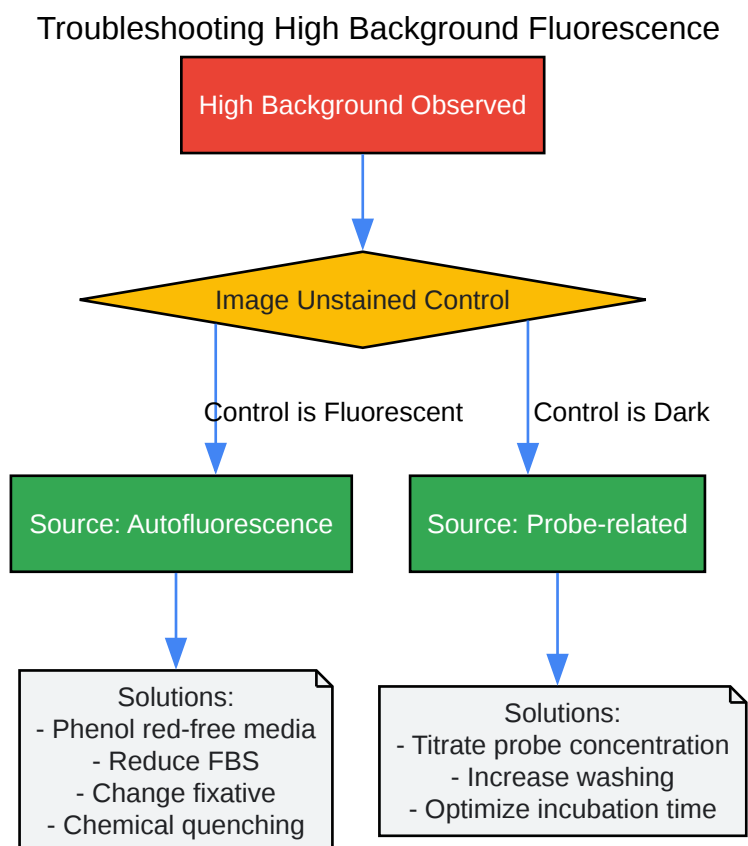 Troubleshooting High Background Fluorescence
High Background Observed
Image Unstained Control
Control is Fluorescent
Control is Dark
Source: Autofluorescence
Source: Probe-related
Solutions:
- Phenol red-free media
- Reduce FBS
- Change fixative
- Chemical quenching
Solutions:
- Titrate probe concentration
- Increase washing
- Optimize incubation time